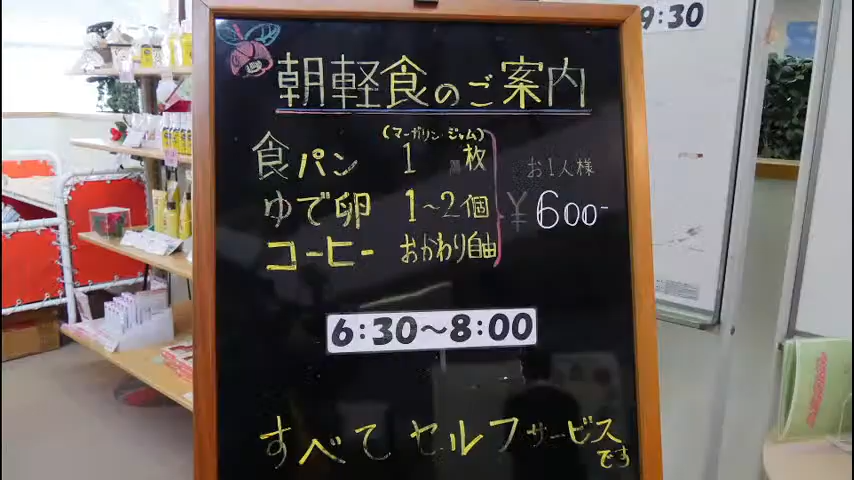 9:30
朝軽食のご案内
(マーガリン・ジャム)
食パン 1枚
お1人様
ゆで卵 1~2個
¥600-
コーヒー おかわり自由
6:30~8:00
すべてセルフサービス
です